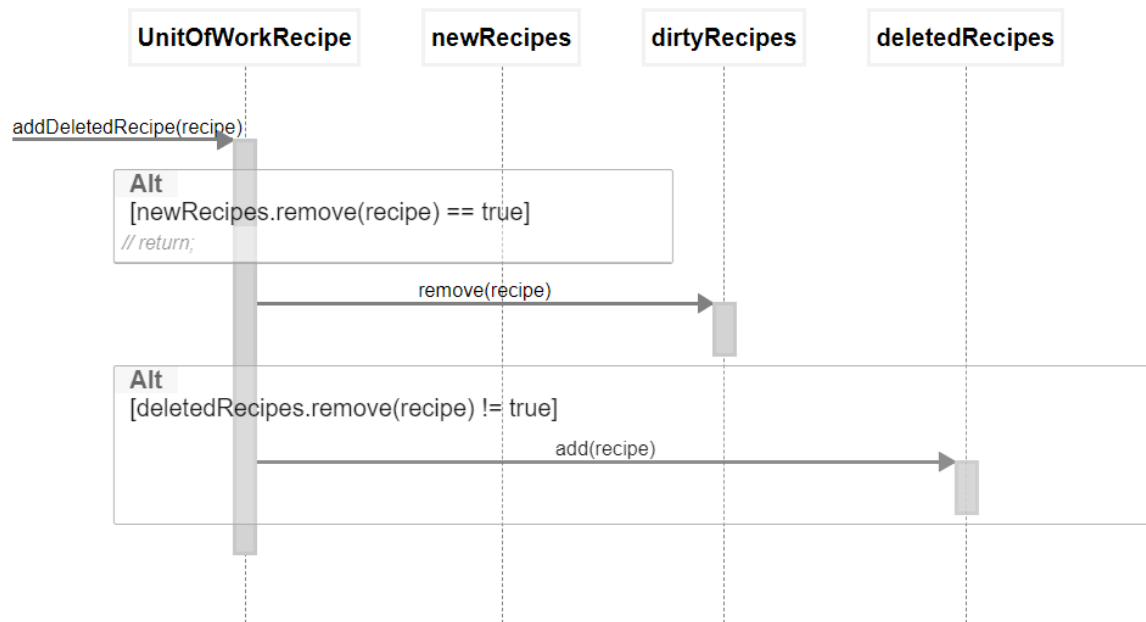 UnitOfWorkRecipe newRecipes dirtyRecipes deletedRecipes
addDeletedRecipe(recipe)
Alt
[newRecipes.remove(recipe) == true]
// return;
remove(recipe)
Alt
[deletedRecipes.remove(recipe) != true]
add(recipe)